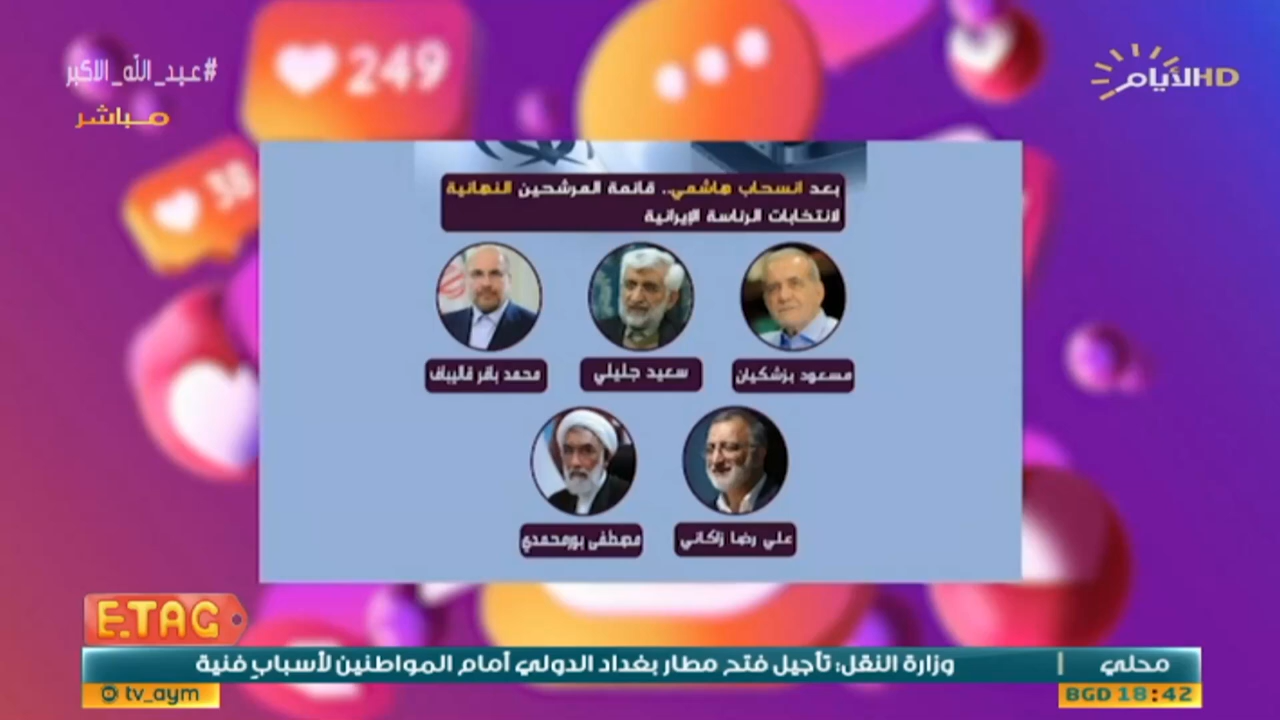 #عبد_الله_الاكبر
مباشر
249
38
الأيام HD
بعد انسحاب هاشمي.. قائمة المرشحين النهائية
لانتخابات الرئاسة الإيرانية
مسعود بزشكيان
سعيد جليلي
محمد باقر قاليباف
علي رضا زاكاني
مصطفى بورمحمدي
E.TAG
محلي | وزارة النقل: تأجيل فتح مطار بغداد الدولي أمام المواطنين لأسبابٍ فنية
tv_aym
BGD 18:42